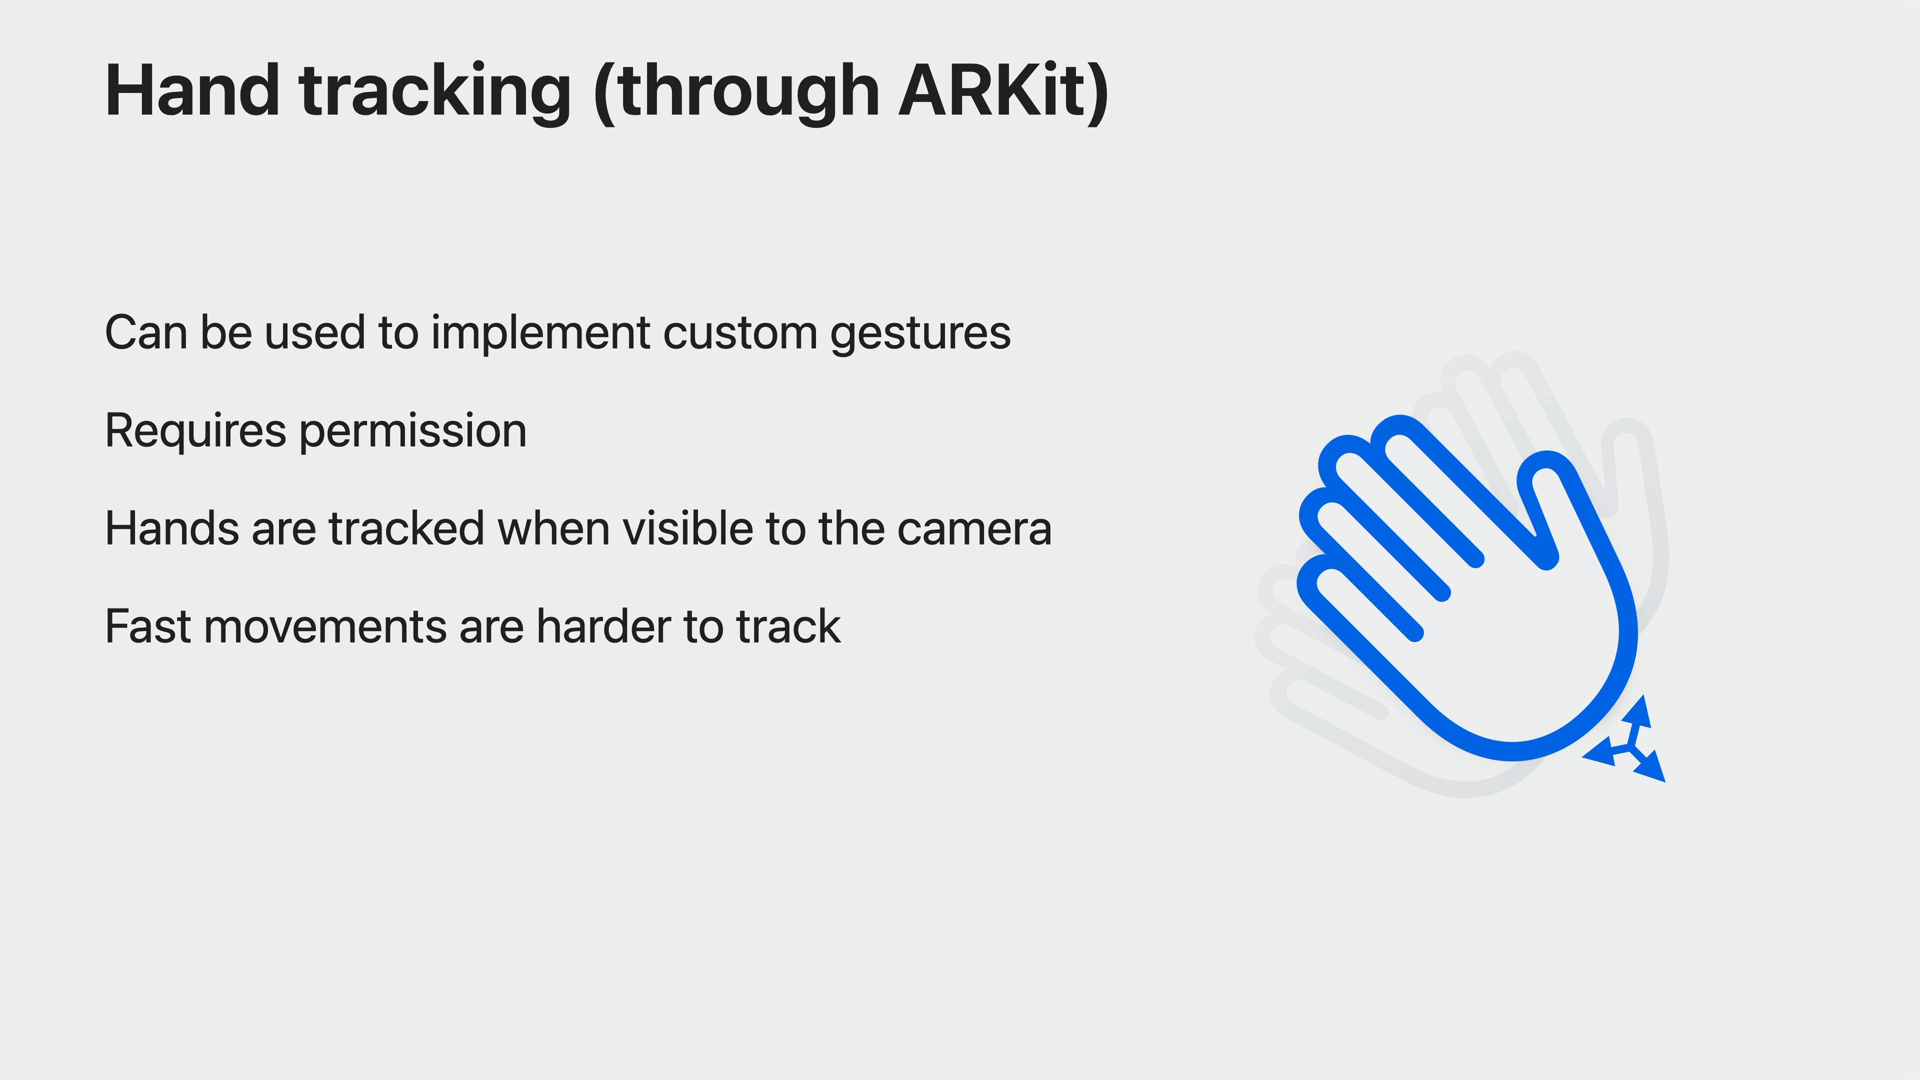 Hand tracking (through ARKit)
Can be used to implement custom gestures
Requires permission
Hands are tracked when visible to the camera
Fast movements are harder to track